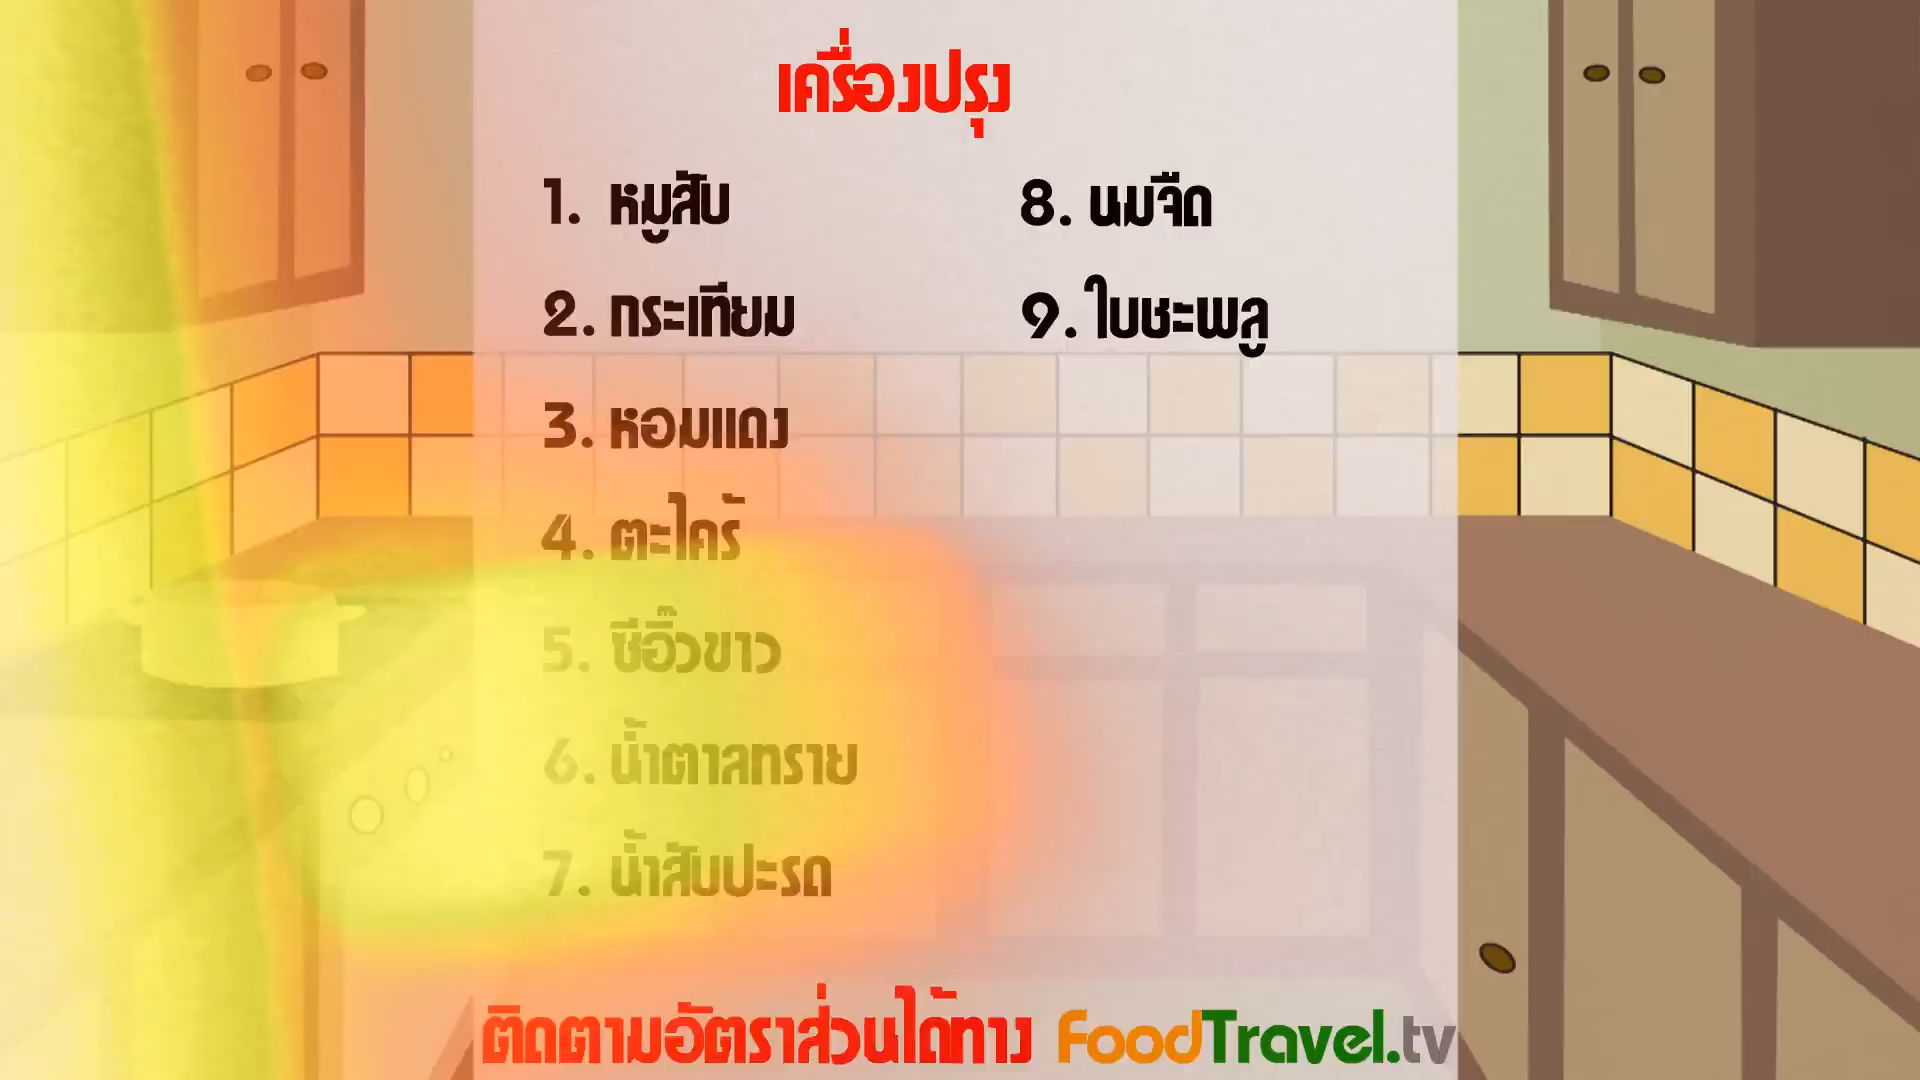 เครื่องปรุง
1. หมูสับ
2. กระเทียม
3. หอมแดง
4. ตะไคร้
5. ซีอิ๊วขาว
6. น้ำตาลทราย
7. น้ำสับปะรด
8. นมจืด
9. ใบชะพลู
ติดตามอัตราส่วนได้ทาง FoodTravel.tv